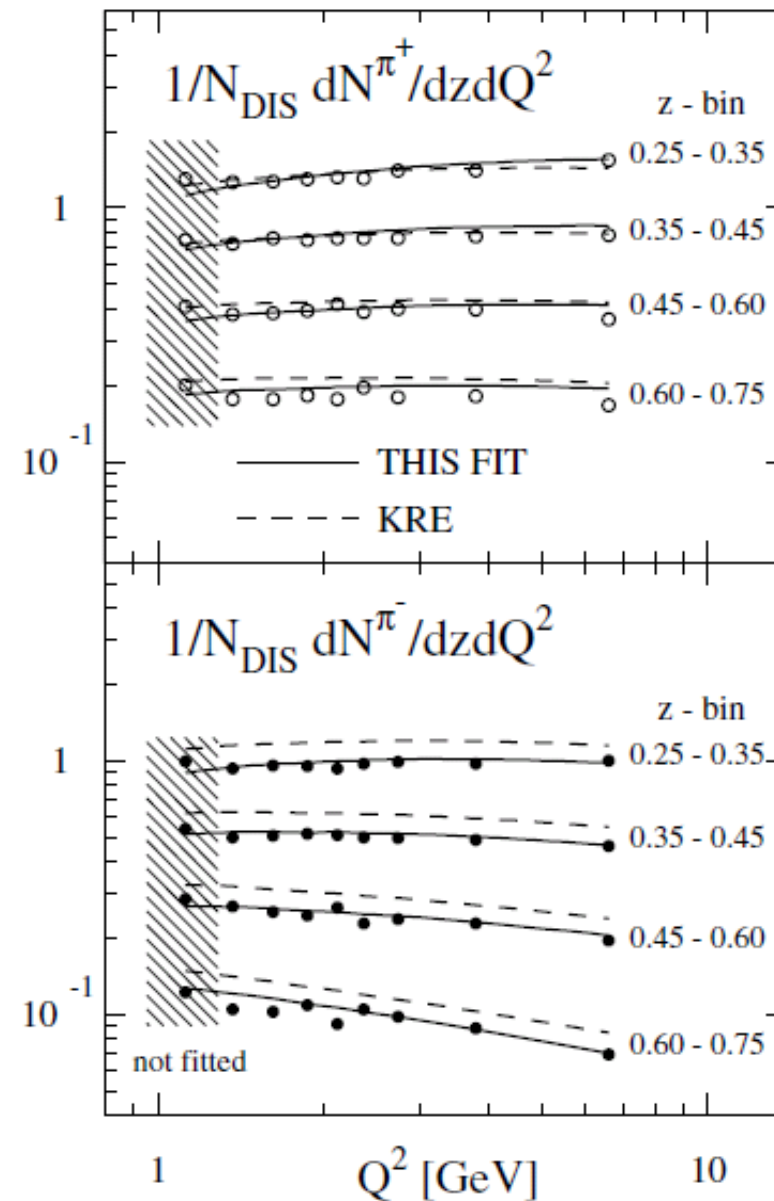 1/N_DIS dN^π+/dzdQ^2
z - bin
0.25 - 0.35
1
0.35 - 0.45
0.45 - 0.60
0.60 - 0.75
10^-1
THIS FIT
KRE
1/N_DIS dN^π-/dzdQ^2
z - bin
1
0.25 - 0.35
0.35 - 0.45
0.45 - 0.60
10^-1
0.60 - 0.75
not fitted
1 10
Q^2 [GeV]